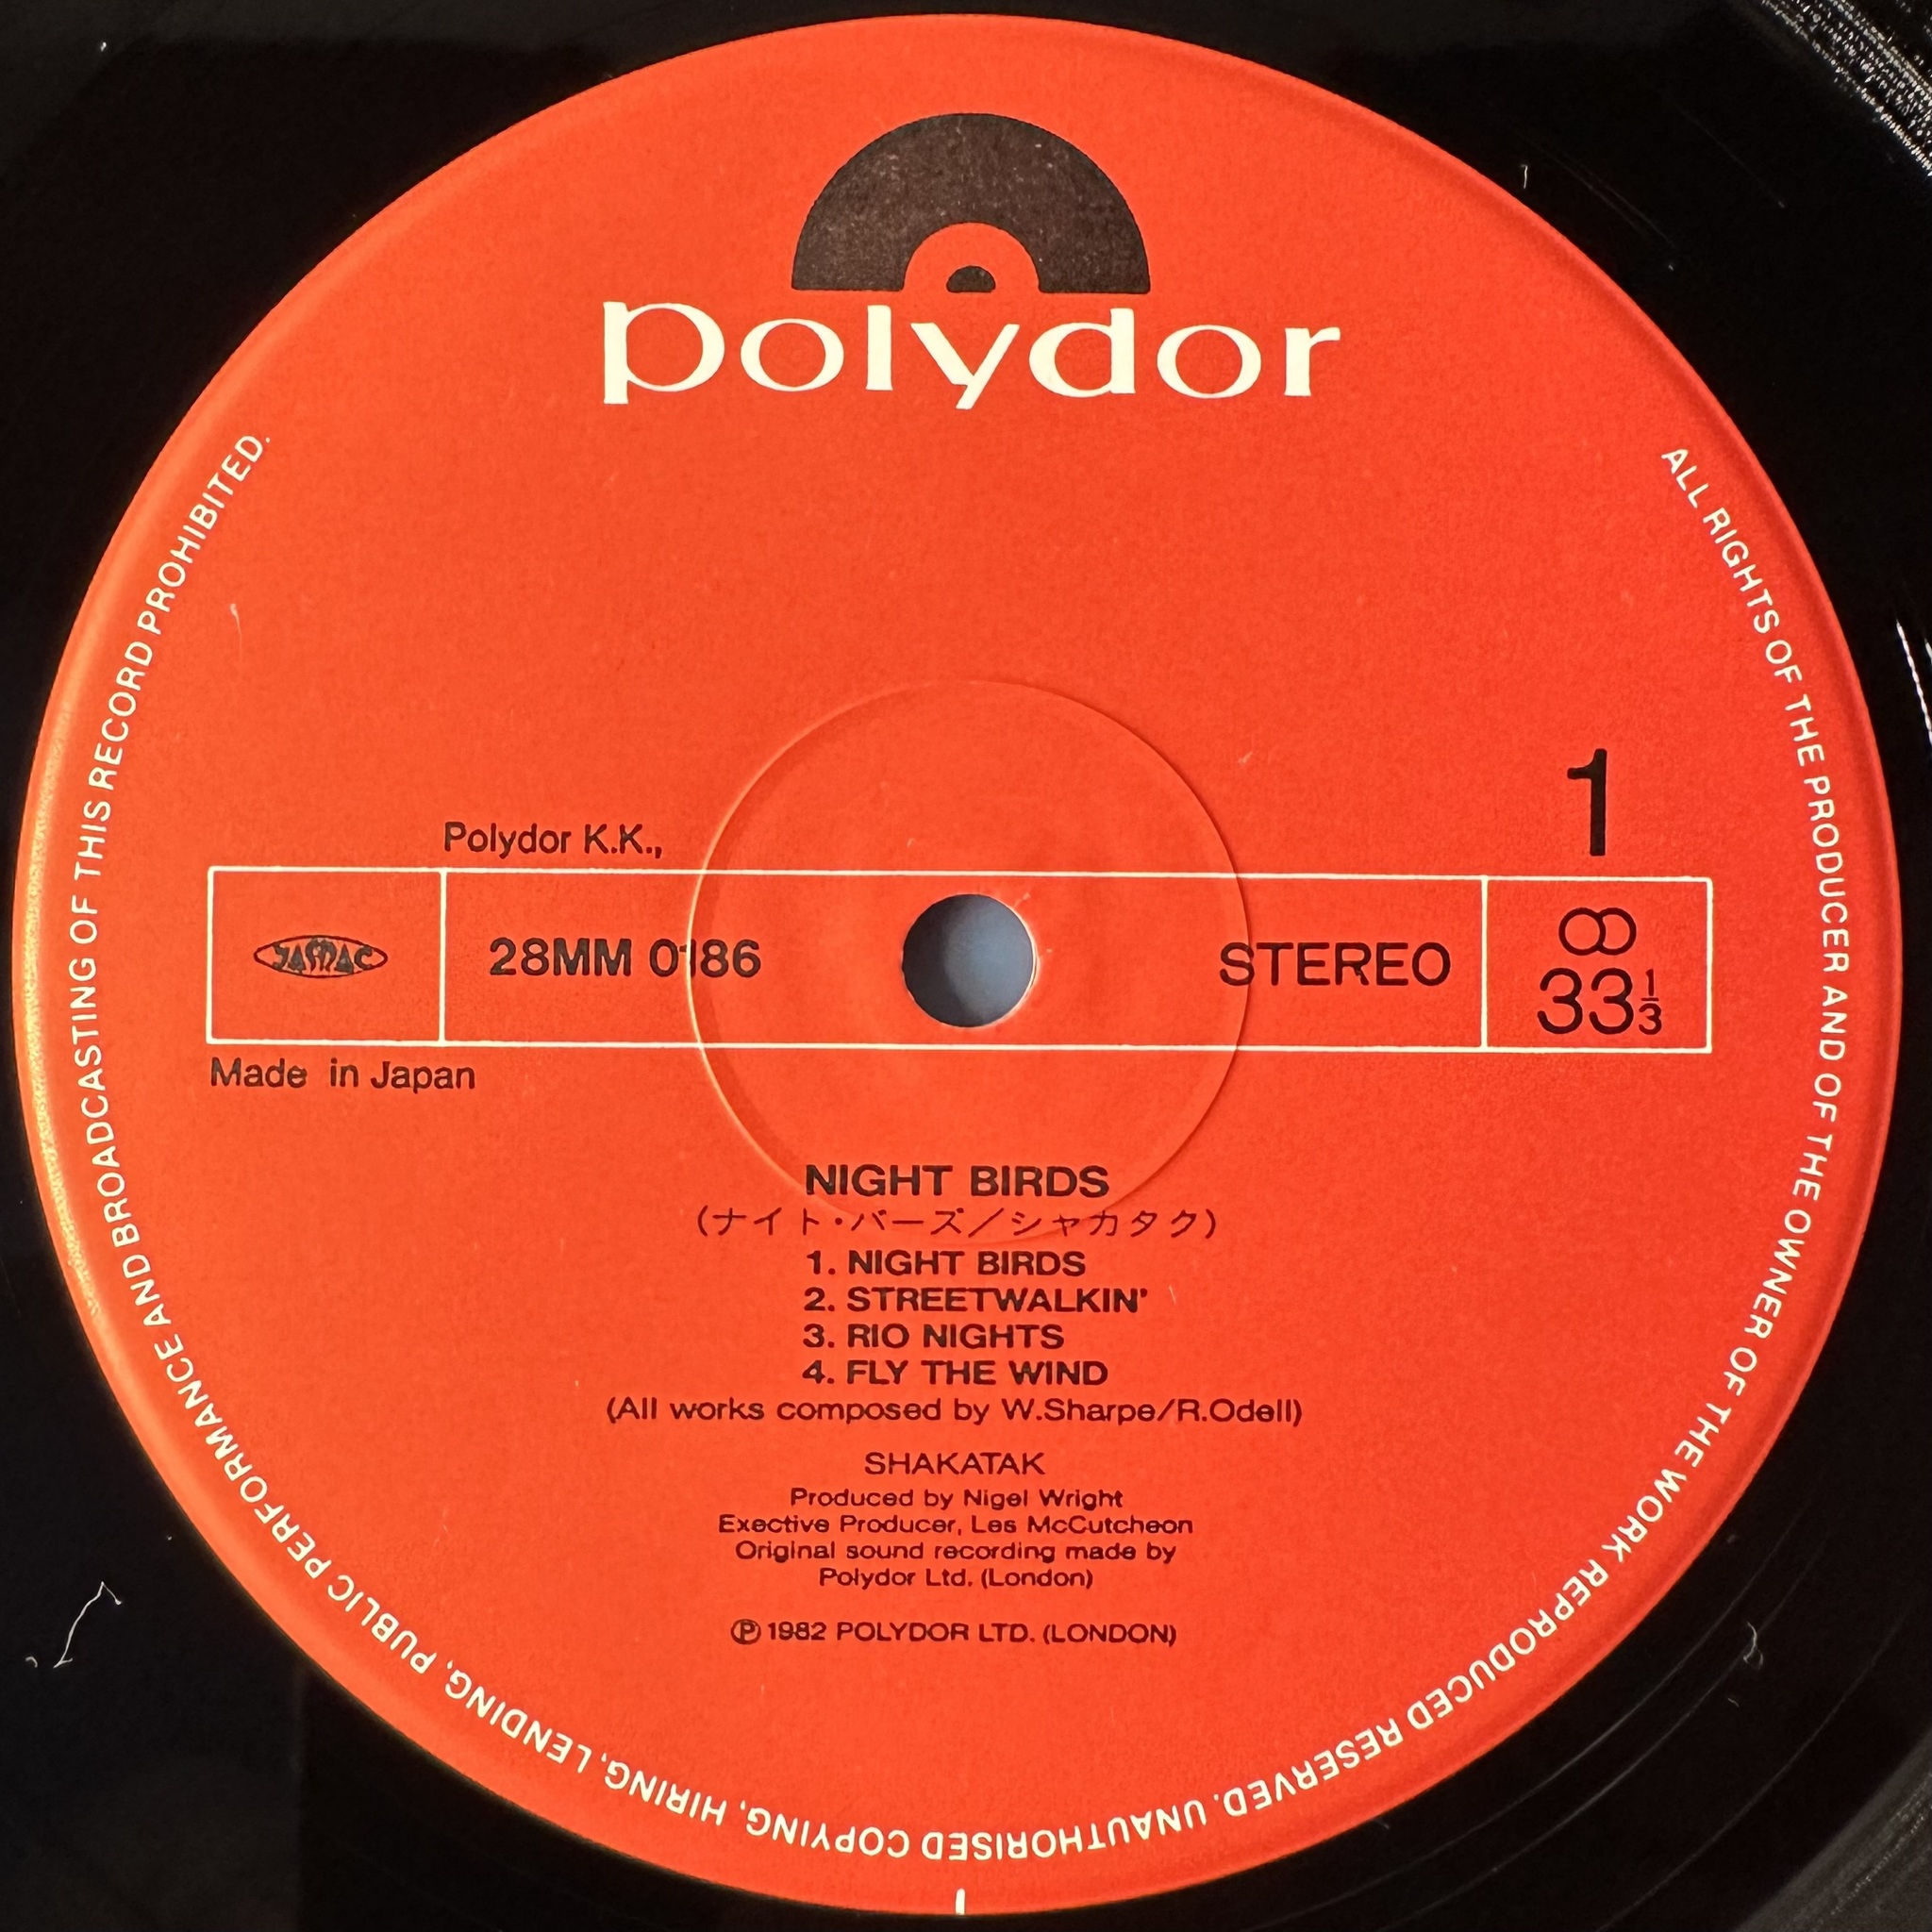 polydor
ALL RIGHTS OF THE PRODUCER AND OF THE OWNER OF THE WORK REPRODUCED RESERVED. UNAUTHORISED COPYING, HIRING, LENDING, PUBLIC PERFORMANCE AND BROADCASTING OF THIS RECORD PROHIBITED.
1
Polydor K.K.,
JASRAC
28MM 0186
STEREO
33 1/3
Made in Japan
NIGHT BIRDS
(ナイト・バーズ/シャカタク)
1. NIGHT BIRDS
2. STREETWALKIN'
3. RIO NIGHTS
4. FLY THE WIND
(All works composed by W.Sharpe/R.Odell)
SHAKATAK
Produced by Nigel Wright
Exective Producer, Les McCutcheon
Original sound recording made by
Polydor Ltd. (London)
Ⓟ 1982 POLYDOR LTD. (LONDON)